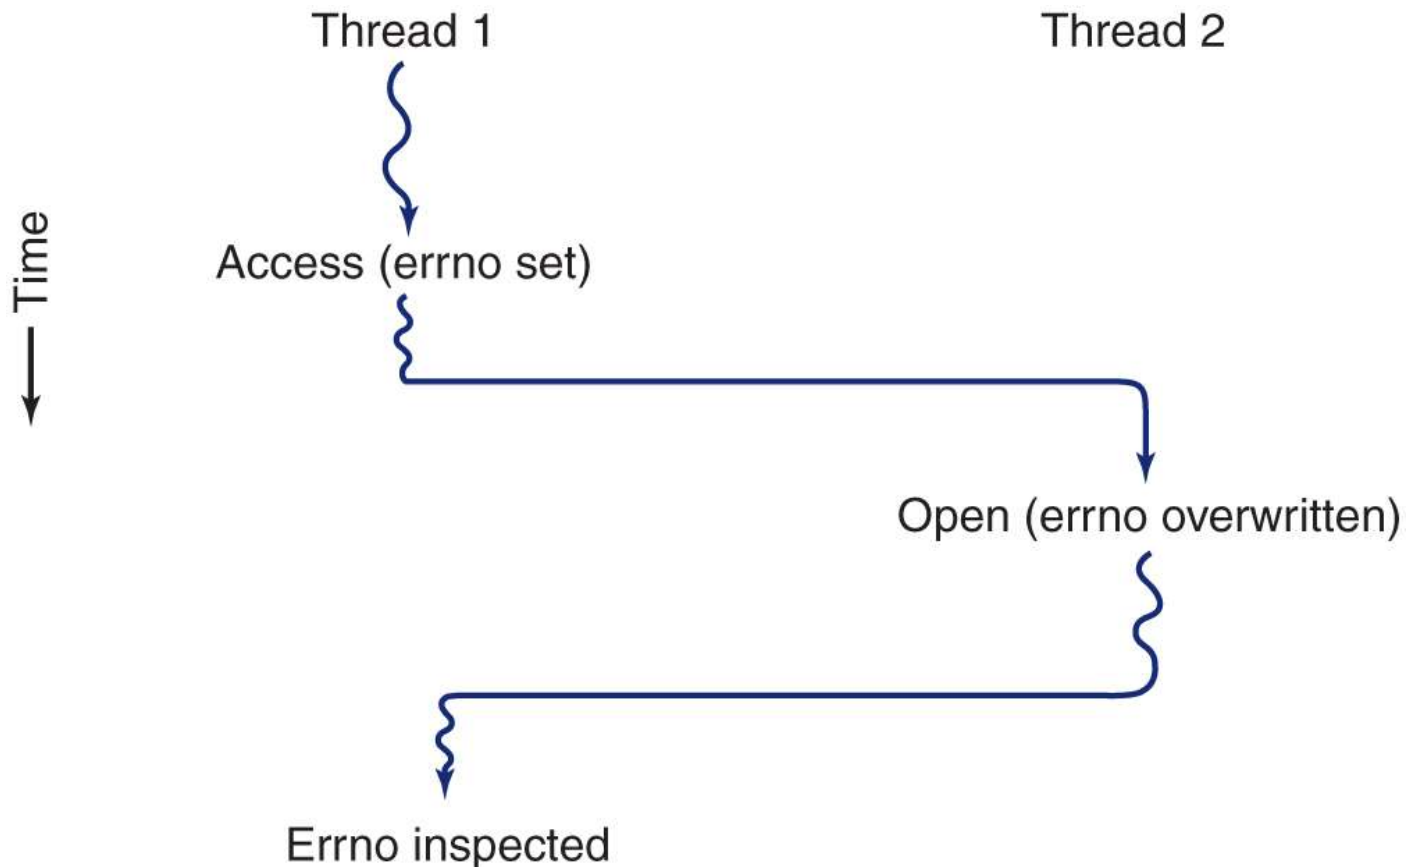 Thread 1
Thread 2
Time
Access (errno set)
Open (errno overwritten)
Errno inspected